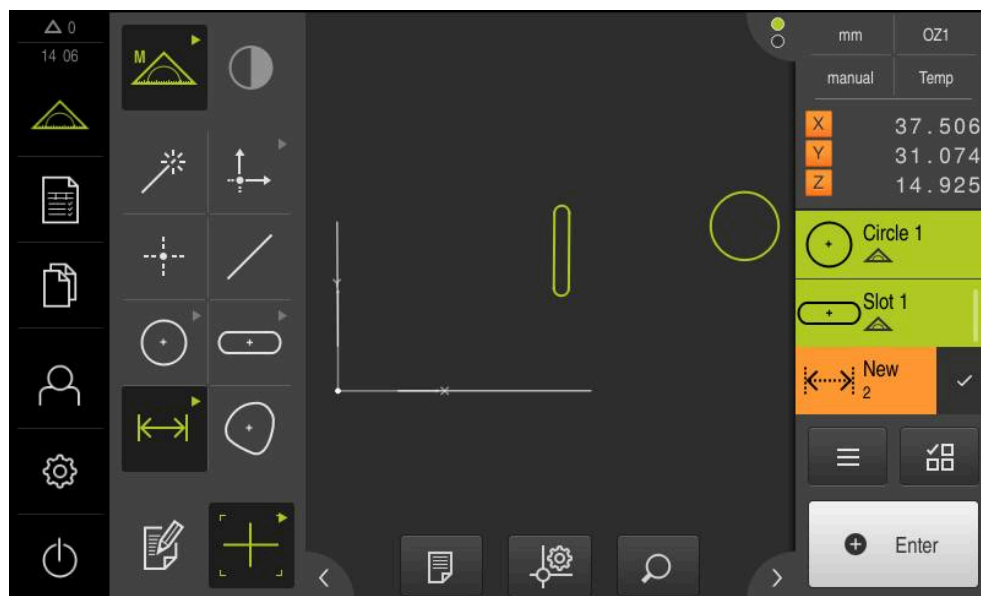 0
14 06
M
Y
X
mm
OZ1
manual
Temp
X 37.506
Y 31.074
Z 14.925
Circle 1
Slot 1
New
2
Enter